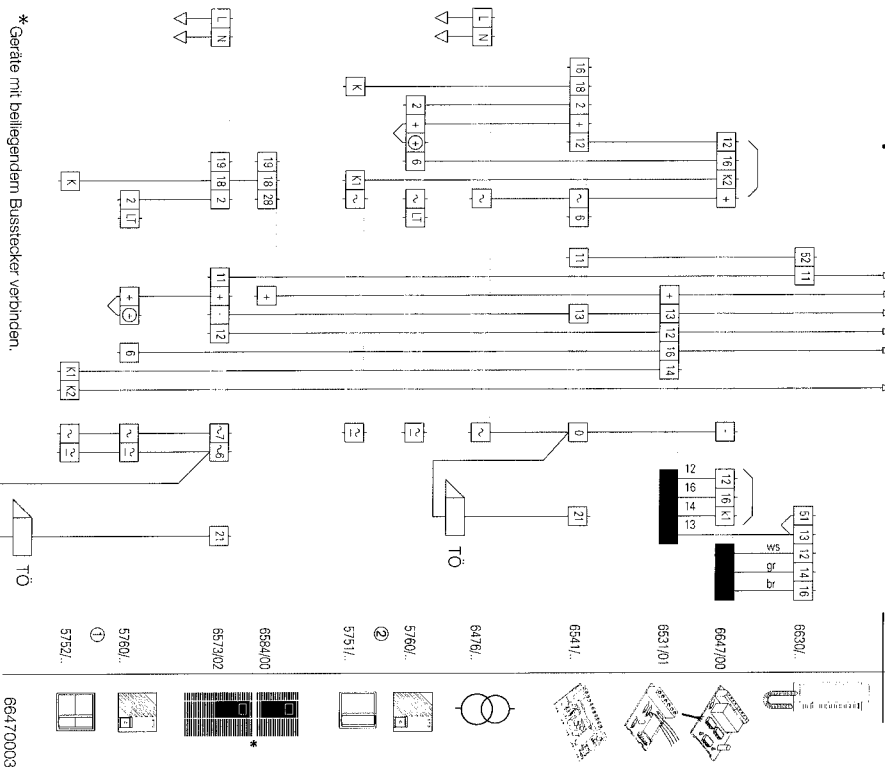 52 11 51 13 12 14 16 6630/..
ws
gr
br
12 16 K2 + - 12 16 k1 6647/00
12
16
14
13
+ 13 12 16 14 6531/01
16 18 2 + 12 ~ 6 11 13 0 21 6541/..
L N ~ ~ 6476/..
TÖ
2 + + 6 ~ LT ≂ 5760/..
②
K K1 ~ ≂ 5751/..
19 18 28 + 6584/00
*
L N 19 18 2 11 + - 12 ~7 ~6 21 6573/02
2 LT + + 6 ~ ≂ 5760/..
①
K K1 K2 ~ ≂ 5752/..
TÖ
* Geräte mit beiliegendem Busstecker verbinden.
66470003